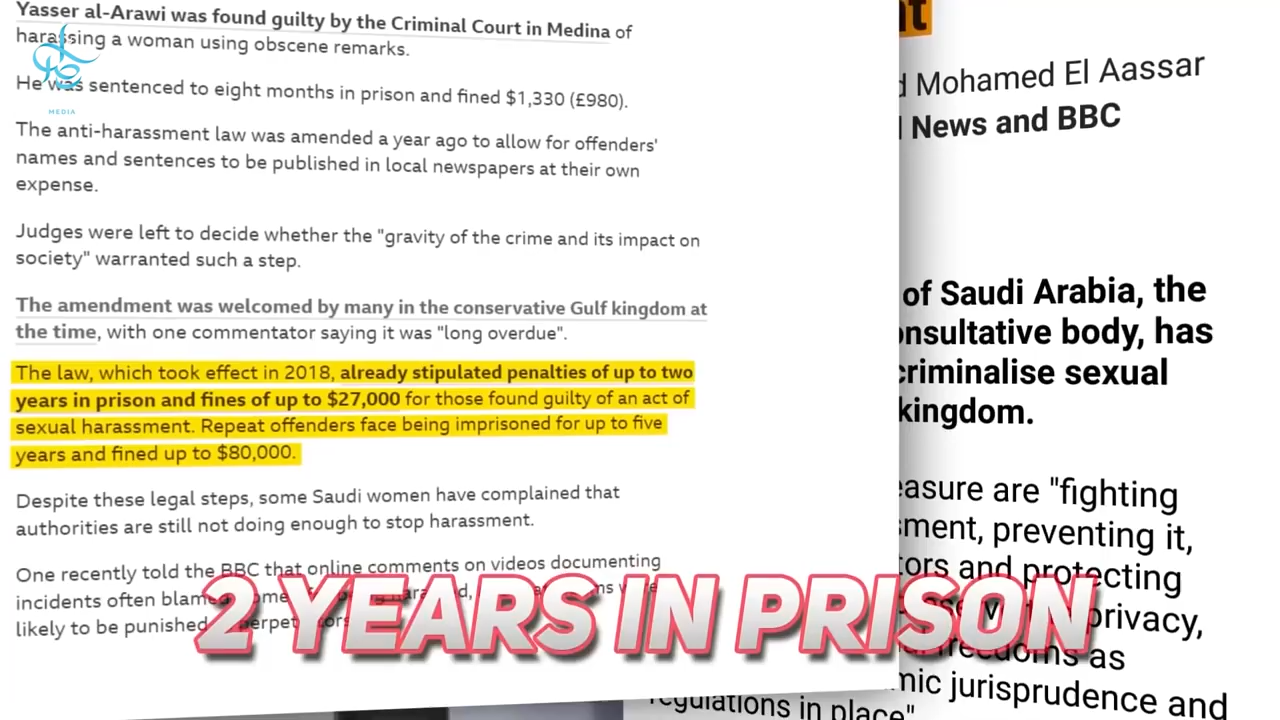 Yasser al-Arawi was found guilty by the Criminal Court in Medina of
harassing a woman using obscene remarks.
He was sentenced to eight months in prison and fined $1,330 (£980).
The anti-harassment law was amended a year ago to allow for offenders'
names and sentences to be published in local newspapers at their own
expense.
Judges were left to decide whether the "gravity of the crime and its impact on
society" warranted such a step.
The amendment was welcomed by many in the conservative Gulf kingdom at
the time, with one commentator saying it was "long overdue".
The law, which took effect in 2018, already stipulated penalties of up to two
years in prison and fines of up to $27,000 for those found guilty of an act of
sexual harassment. Repeat offenders face being imprisoned for up to five
years and fined up to $80,000.
Despite these legal steps, some Saudi women have complained that
authorities are still not doing enough to stop harassment.
One recently told the BBC that online comments on videos documenting
incidents often
likely to be punished
MEDIA
2 YEARS IN PRISON
Mohamed El Aassar
News and BBC
of Saudi Arabia, the
body, has
sexual
kingdom.
are "fighting
preventing it,
and protecting
privacy,
as
jurisprudence and
in place"